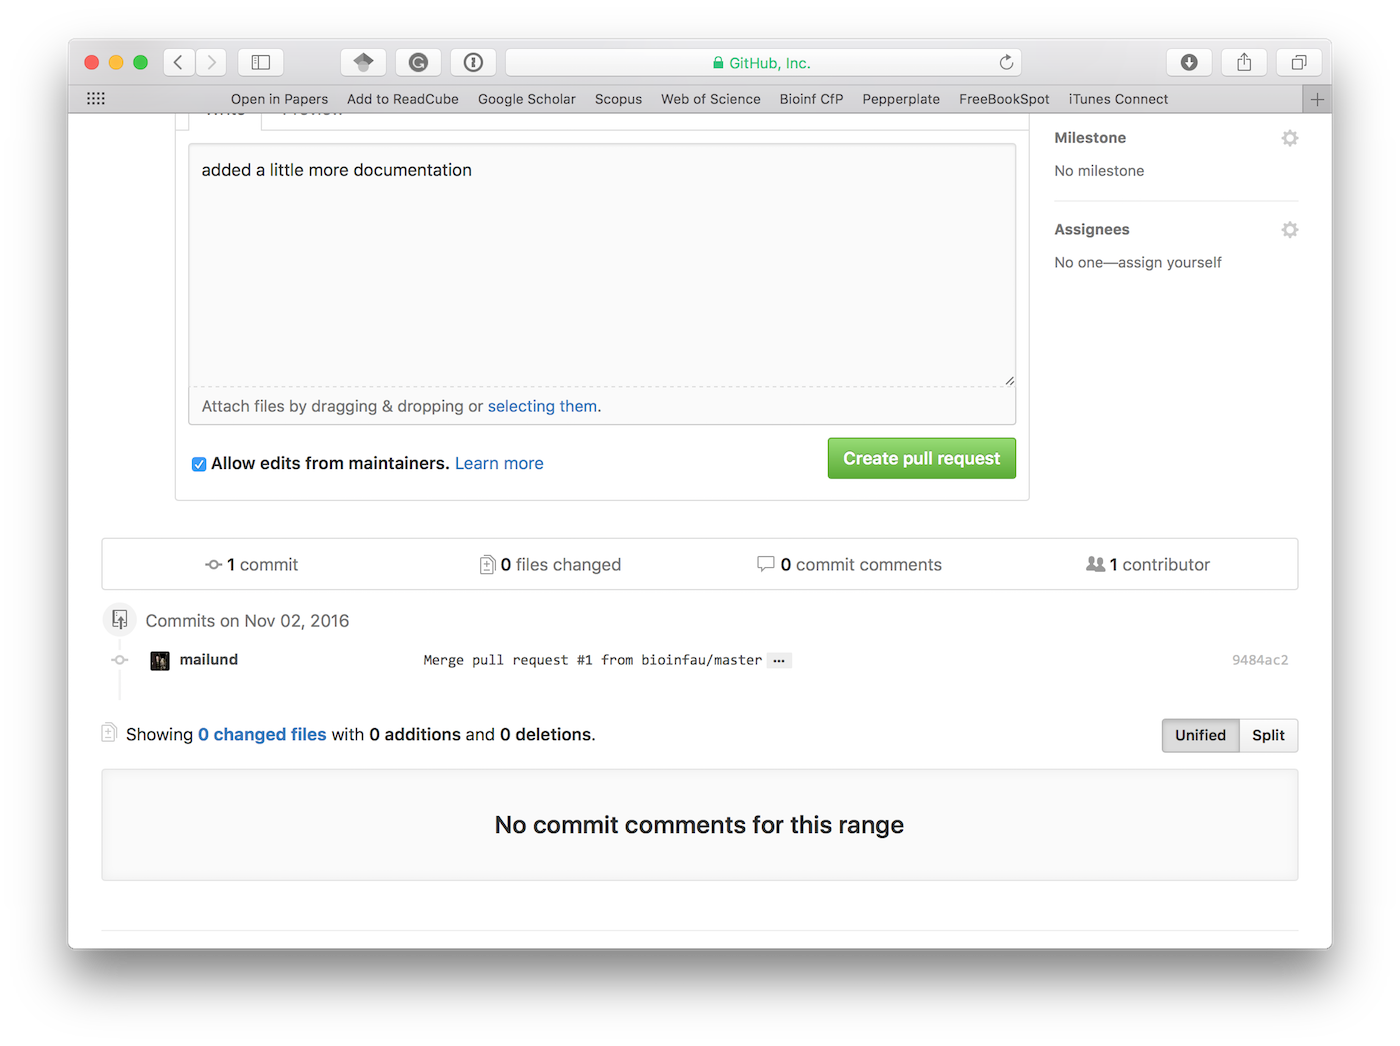 GitHub, Inc.
Open in Papers Add to ReadCube Google Scholar Scopus Web of Science Bioinf CfP Pepperplate FreeBookSpot iTunes Connect
Write Preview
added a little more documentation
Attach files by dragging & dropping or selecting them.
Allow edits from maintainers. Learn more
Create pull request
Milestone
No milestone
Assignees
No one—assign yourself
1 commit
0 files changed
0 commit comments
1 contributor
Commits on Nov 02, 2016
mailund Merge pull request #1 from bioinfau/master … 9484ac2
Showing 0 changed files with 0 additions and 0 deletions.
Unified Split
No commit comments for this range